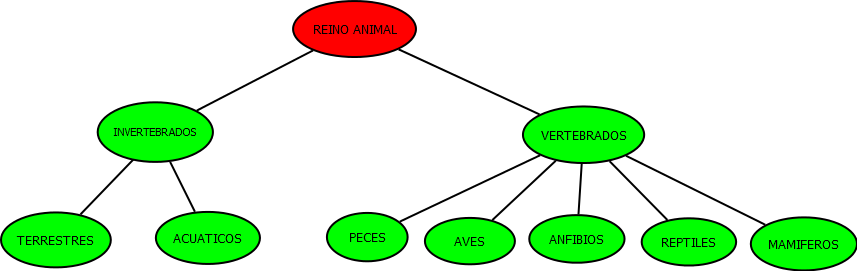 REINO ANIMAL
INVERTEBRADOS
VERTEBRADOS
TERRESTRES
ACUATICOS
PECES
AVES
ANFIBIOS
REPTILES
MAMIFEROS